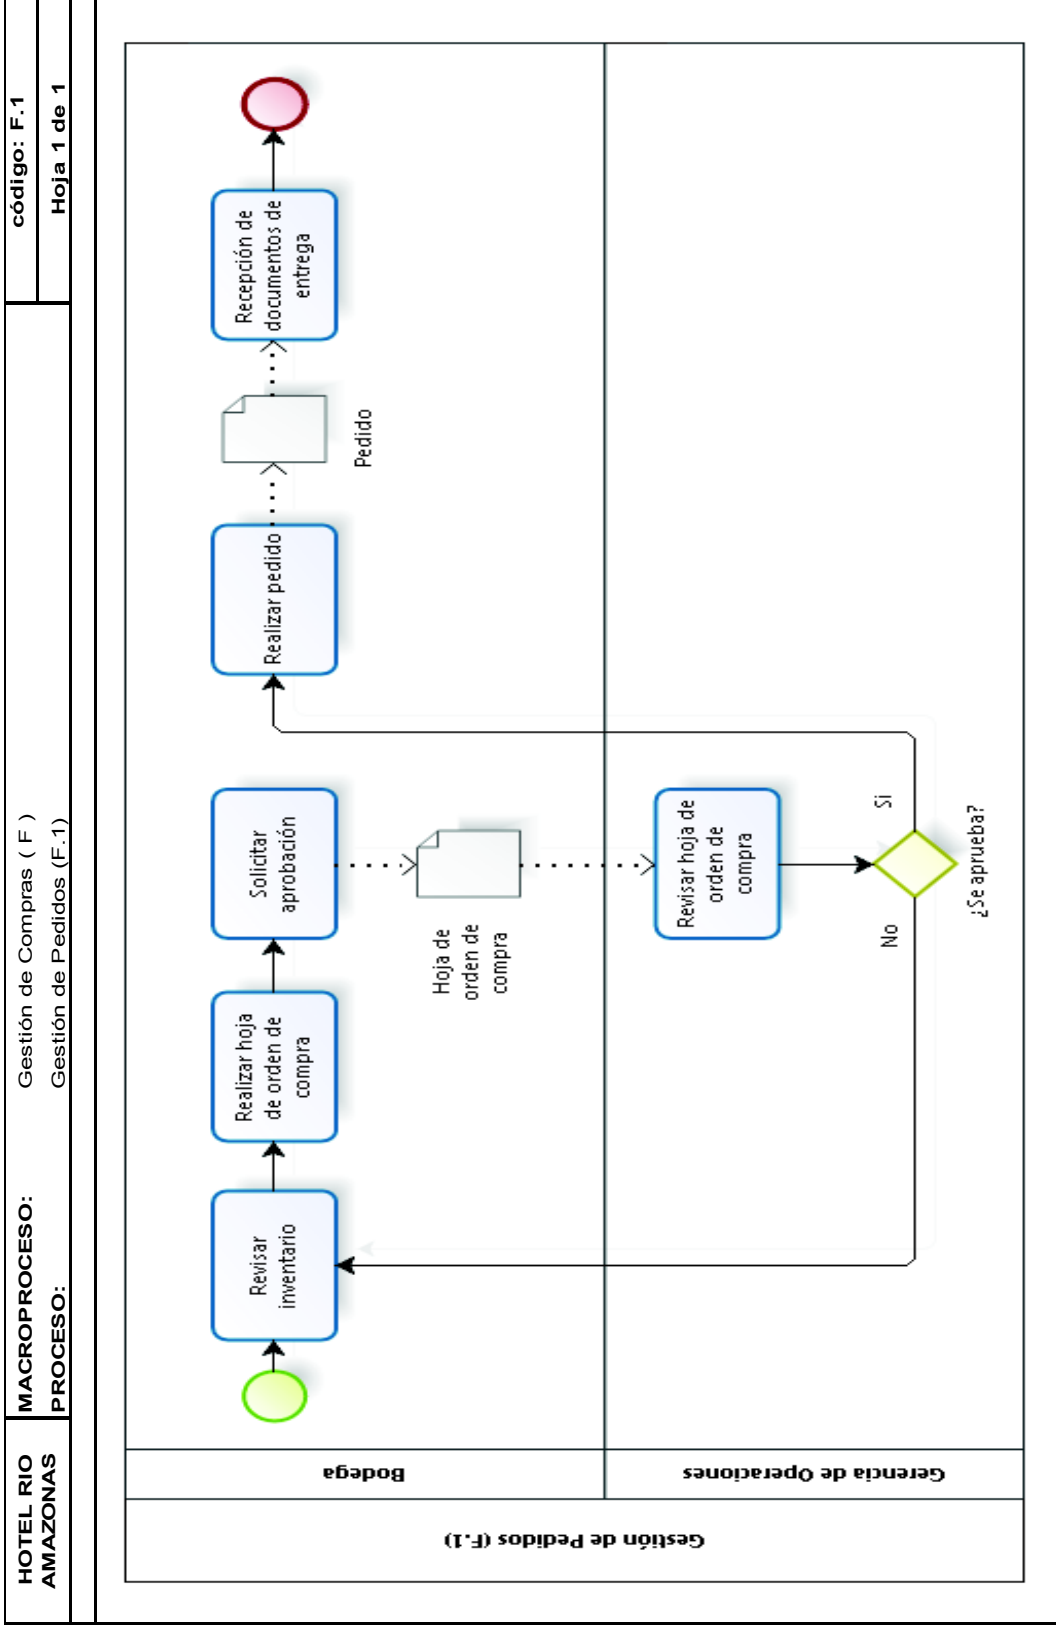 HOTEL RIO
AMAZONAS
MACROPROCESO:
Gestión de Compras ( F )
código: F.1
PROCESO:
Gestión de Pedidos (F.1)
Hoja 1 de 1
Gestión de Pedidos (F.1)
Bodega
Revisar
inventario
Realizar hoja
de orden de
compra
Solicitar
aprobación
Realizar pedido
Recepción de
documentos de
entrega
Pedido
Hoja de
orden de
compra
Gerencia de Operaciones
Revisar hoja de
orden de
compra
No
Si
¿Se aprueba?